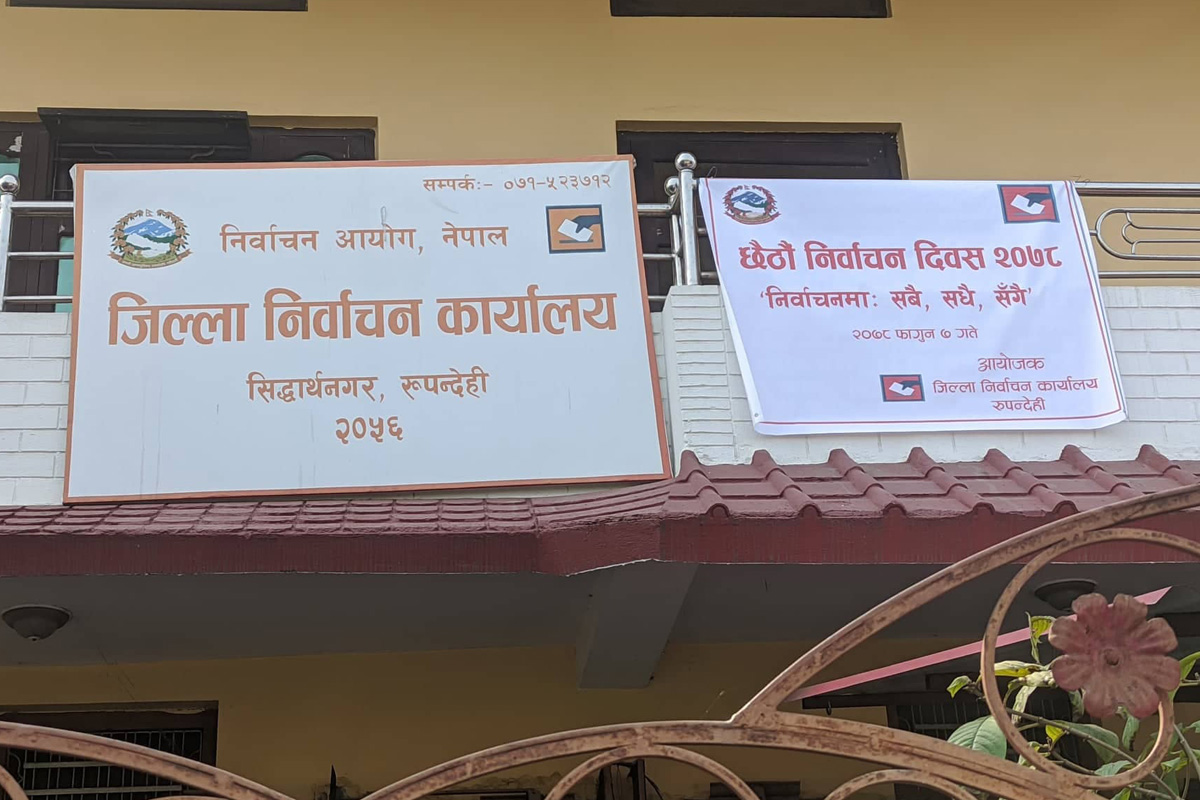 सम्पर्कः- ०७१-५२३७१२
निर्वाचन आयोग, नेपाल
जिल्ला निर्वाचन कार्यालय
सिद्धार्थनगर, रूपन्देही
२०५६
छैठौं निर्वाचन दिवस २०७८
‘निर्वाचनमाः सबै, सधै, सँगै’
२०७८ फागुन ७ गते
आयोजक
जिल्ला निर्वाचन कार्यालय
रुपन्देही